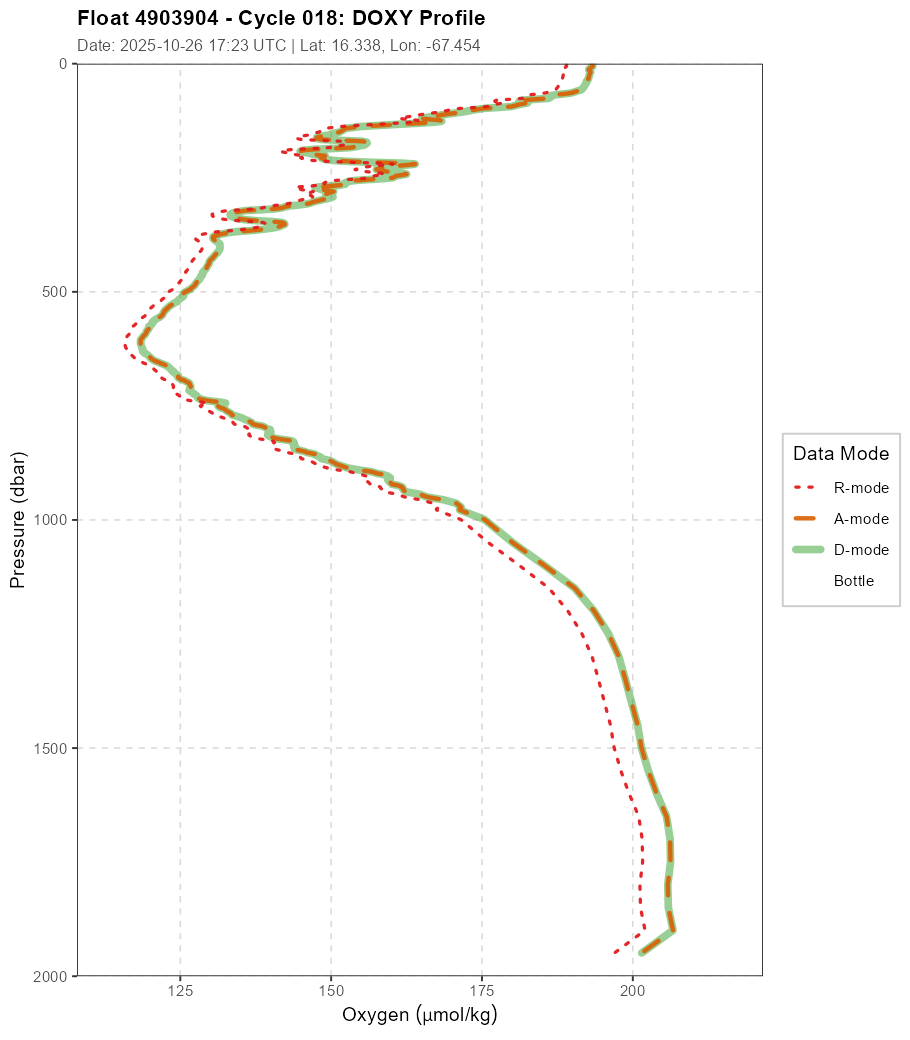 Float 4903904 - Cycle 018: DOXY Profile
Date: 2025-10-26 17:23 UTC | Lat: 16.338, Lon: -67.454
0
500
1000
1500
2000
Pressure (dbar)
125 150 175 200
Oxygen (μmol/kg)
Data Mode
R-mode
A-mode
D-mode
Bottle